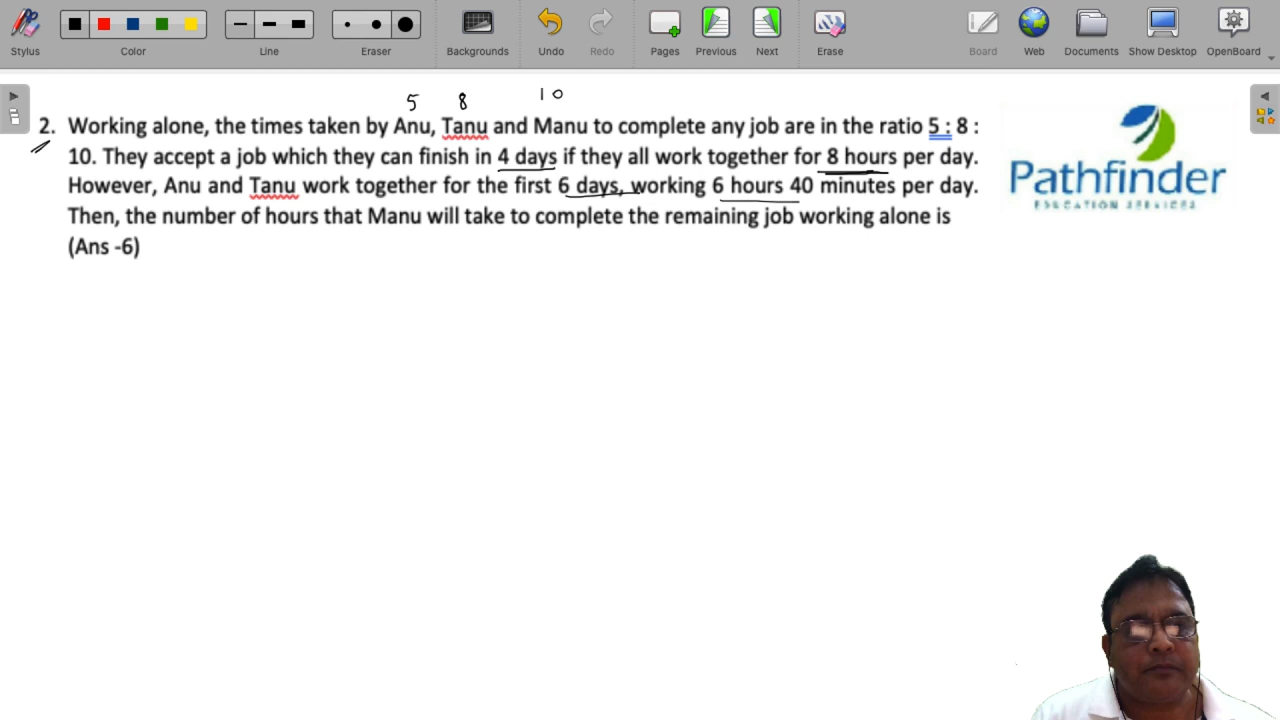 Stylus
Color
Line
Eraser
Backgrounds
Undo
Redo
Pages
Previous
Next
Erase
Board
Web
Documents
Show Desktop
OpenBoard
5 8 10
2. Working alone, the times taken by Anu, Tanu and Manu to complete any job are in the ratio 5 : 8 :
10. They accept a job which they can finish in 4 days if they all work together for 8 hours per day.
However, Anu and Tanu work together for the first 6 days, working 6 hours 40 minutes per day.
Then, the number of hours that Manu will take to complete the remaining job working alone is
(Ans -6)
Pathfinder
EDUCATION SERVICES